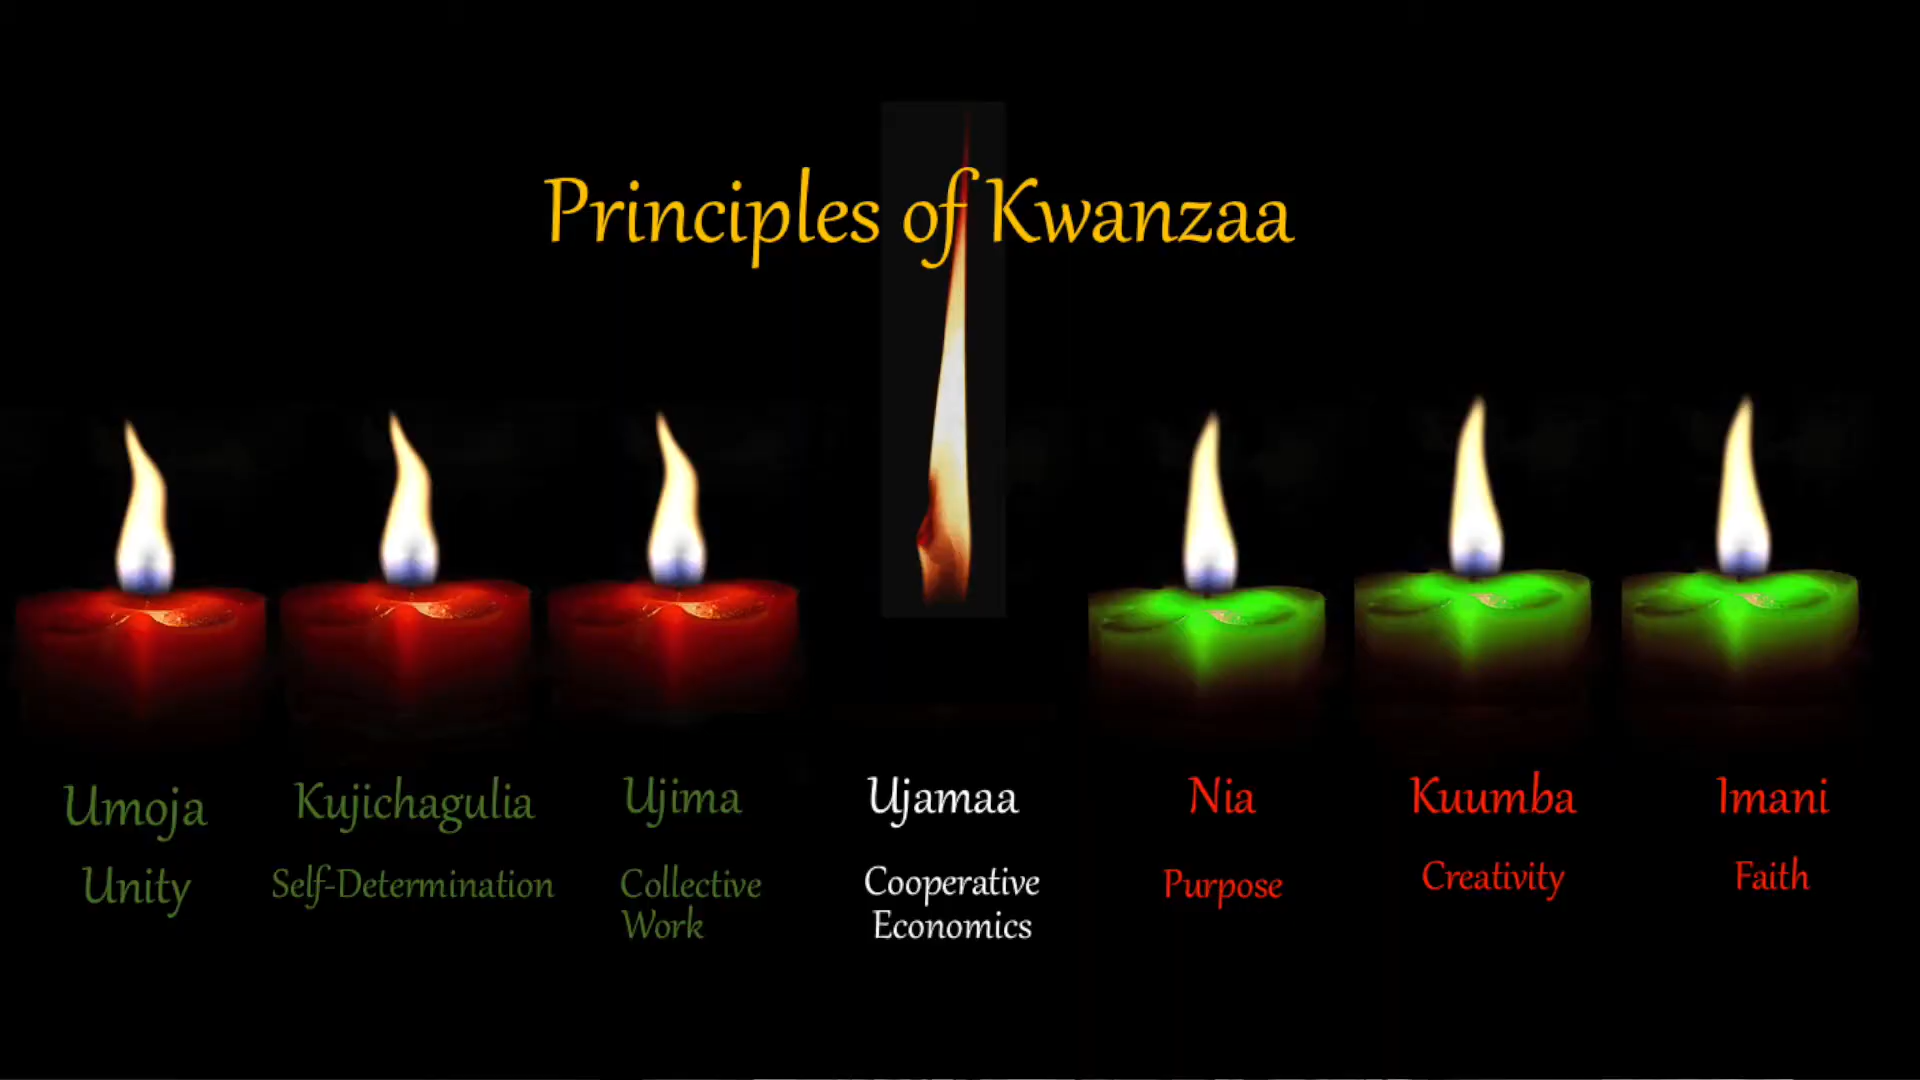 Principles of Kwanzaa
Umoja
Unity
Kujichagulia
Self-Determination
Ujima
Collective
Work
Ujamaa
Cooperative
Economics
Nia
Purpose
Kuumba
Creativity
Imani
Faith